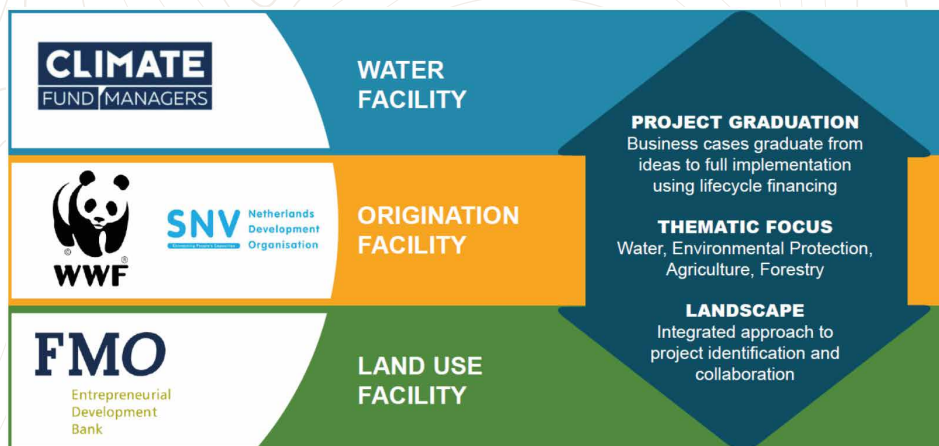 CLIMATE
FUND MANAGERS
WATER
FACILITY
©
®
WWF
SNV
Netherlands
Development
Organisation
ORIGINATION
FACILITY
FMO
Entrepreneurial
Development
Bank
LAND USE
FACILITY
PROJECT GRADUATION
Business cases graduate from
ideas to full implementation
using lifecycle financing
THEMATIC FOCUS
Water, Environmental Protection,
Agriculture, Forestry
LANDSCAPE
Integrated approach to
project identification and
collaboration